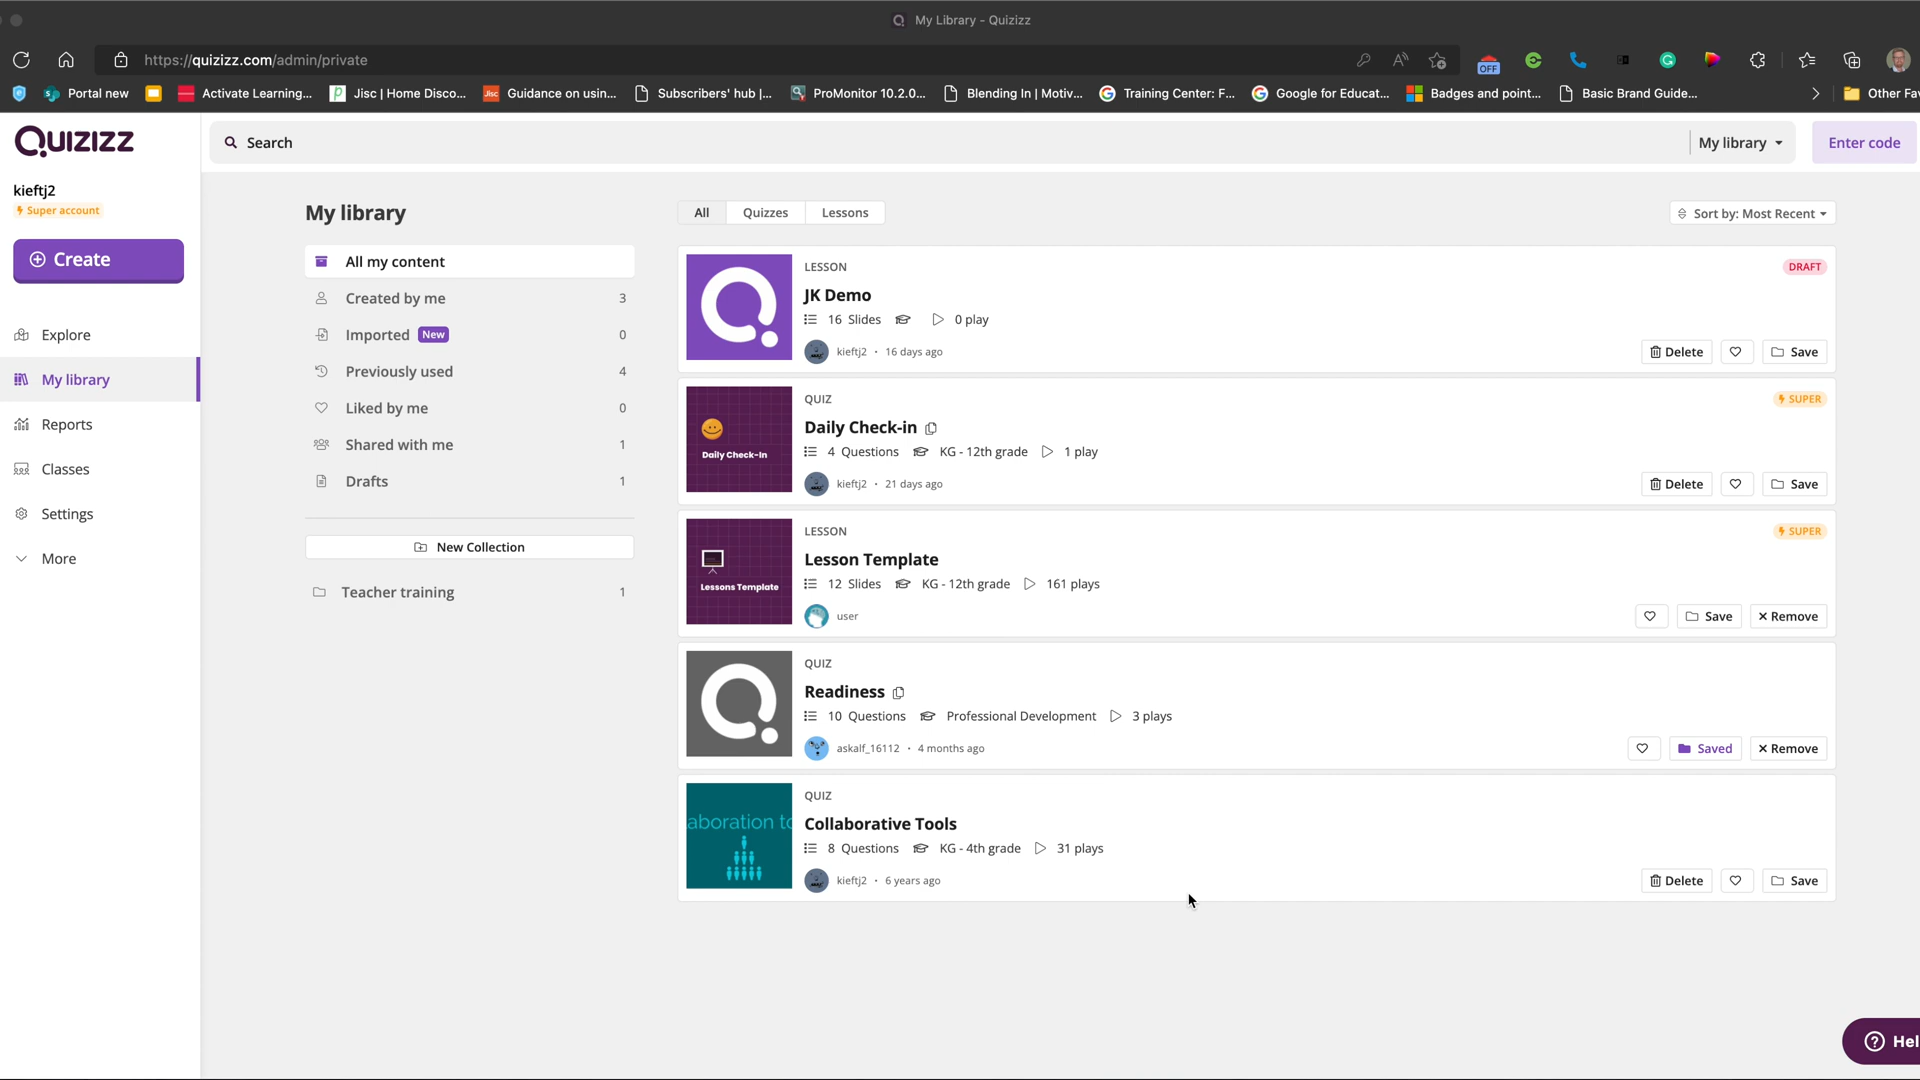 My Library - Quizizz
https://quizizz.com/admin/private
OFF
Portal new
Activate Learning...
Jisc | Home Disco...
Guidance on usin...
Subscribers' hub |...
ProMonitor 10.2.0...
Blending In | Motiv...
Training Center: F...
Google for Educat...
Badges and point...
Basic Brand Guide...
Other Fa
QUIZIZZ
Search
My library
Enter code
kieftj2
Super account
Create
Explore
My library
Reports
Classes
Settings
More
My library
All my content
Created by me 3
Imported New 0
Previously used 4
Liked by me 0
Shared with me 1
Drafts 1
New Collection
Teacher training 1
All Quizzes Lessons
Sort by: Most Recent
LESSON
DRAFT
JK Demo
16 Slides 0 play
kieftj2 • 16 days ago
Delete Save
Daily Check-In
QUIZ
SUPER
Daily Check-in
4 Questions KG - 12th grade 1 play
kieftj2 • 21 days ago
Delete Save
Lessons Template
LESSON
SUPER
Lesson Template
12 Slides KG - 12th grade 161 plays
user
Save Remove
QUIZ
Readiness
10 Questions Professional Development 3 plays
askalf_16112 • 4 months ago
Saved Remove
aboration to
QUIZ
Collaborative Tools
8 Questions KG - 4th grade 31 plays
kieftj2 • 6 years ago
Delete Save
Hel